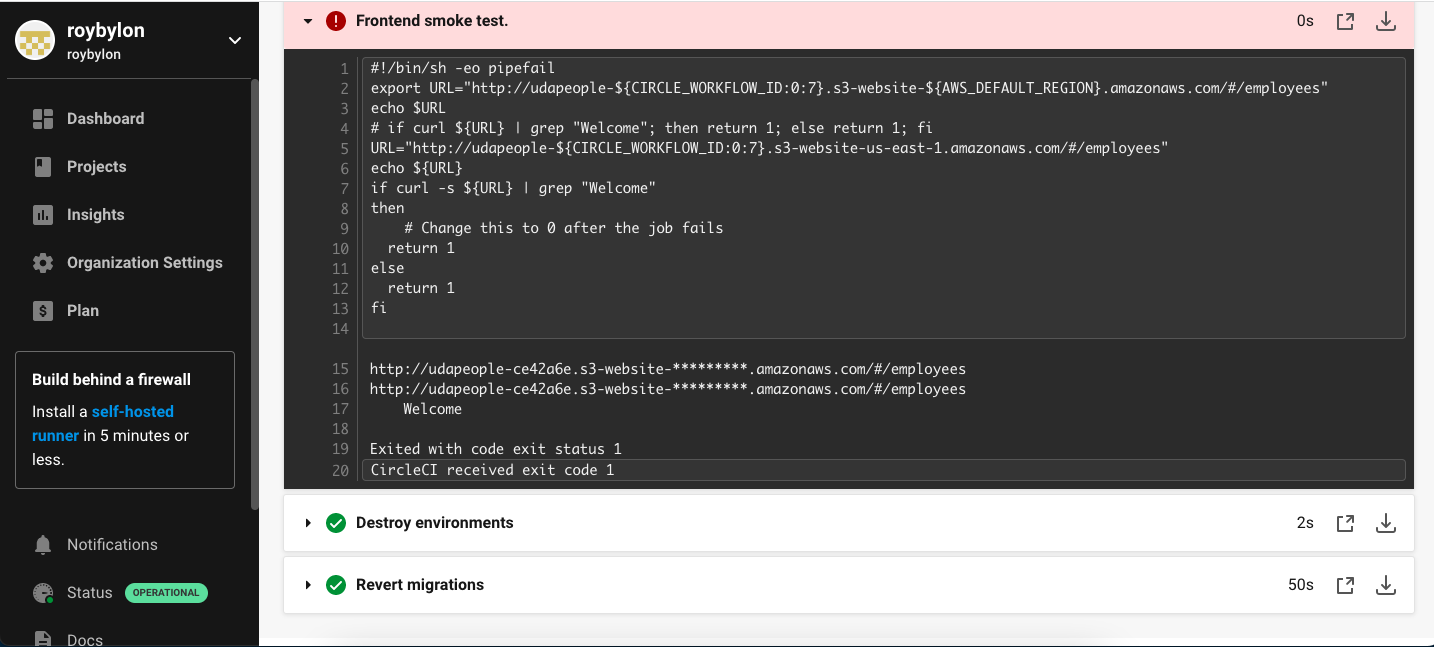 roybylon
roybylon
Dashboard
Projects
Insights
Organization Settings
Plan
Build behind a firewall
Install a self-hosted
runner in 5 minutes or
less.
Notifications
Status OPERATIONAL
Docs
Frontend smoke test. 0s
1 #!/bin/sh -eo pipefail
2 export URL="http://udapeople-${CIRCLE_WORKFLOW_ID:0:7}.s3-website-${AWS_DEFAULT_REGION}.amazonaws.com/#/employees"
3 echo $URL
4 # if curl ${URL} | grep "Welcome"; then return 1; else return 1; fi
5 URL="http://udapeople-${CIRCLE_WORKFLOW_ID:0:7}.s3-website-us-east-1.amazonaws.com/#/employees"
6 echo ${URL}
7 if curl -s ${URL} | grep "Welcome"
8 then
9     # Change this to 0 after the job fails
10   return 1
11 else
12   return 1
13 fi
14
15 http://udapeople-ce42a6e.s3-website-*********.amazonaws.com/#/employees
16 http://udapeople-ce42a6e.s3-website-*********.amazonaws.com/#/employees
17     Welcome
18
19 Exited with code exit status 1
20 CircleCI received exit code 1
Destroy environments 2s
Revert migrations 50s